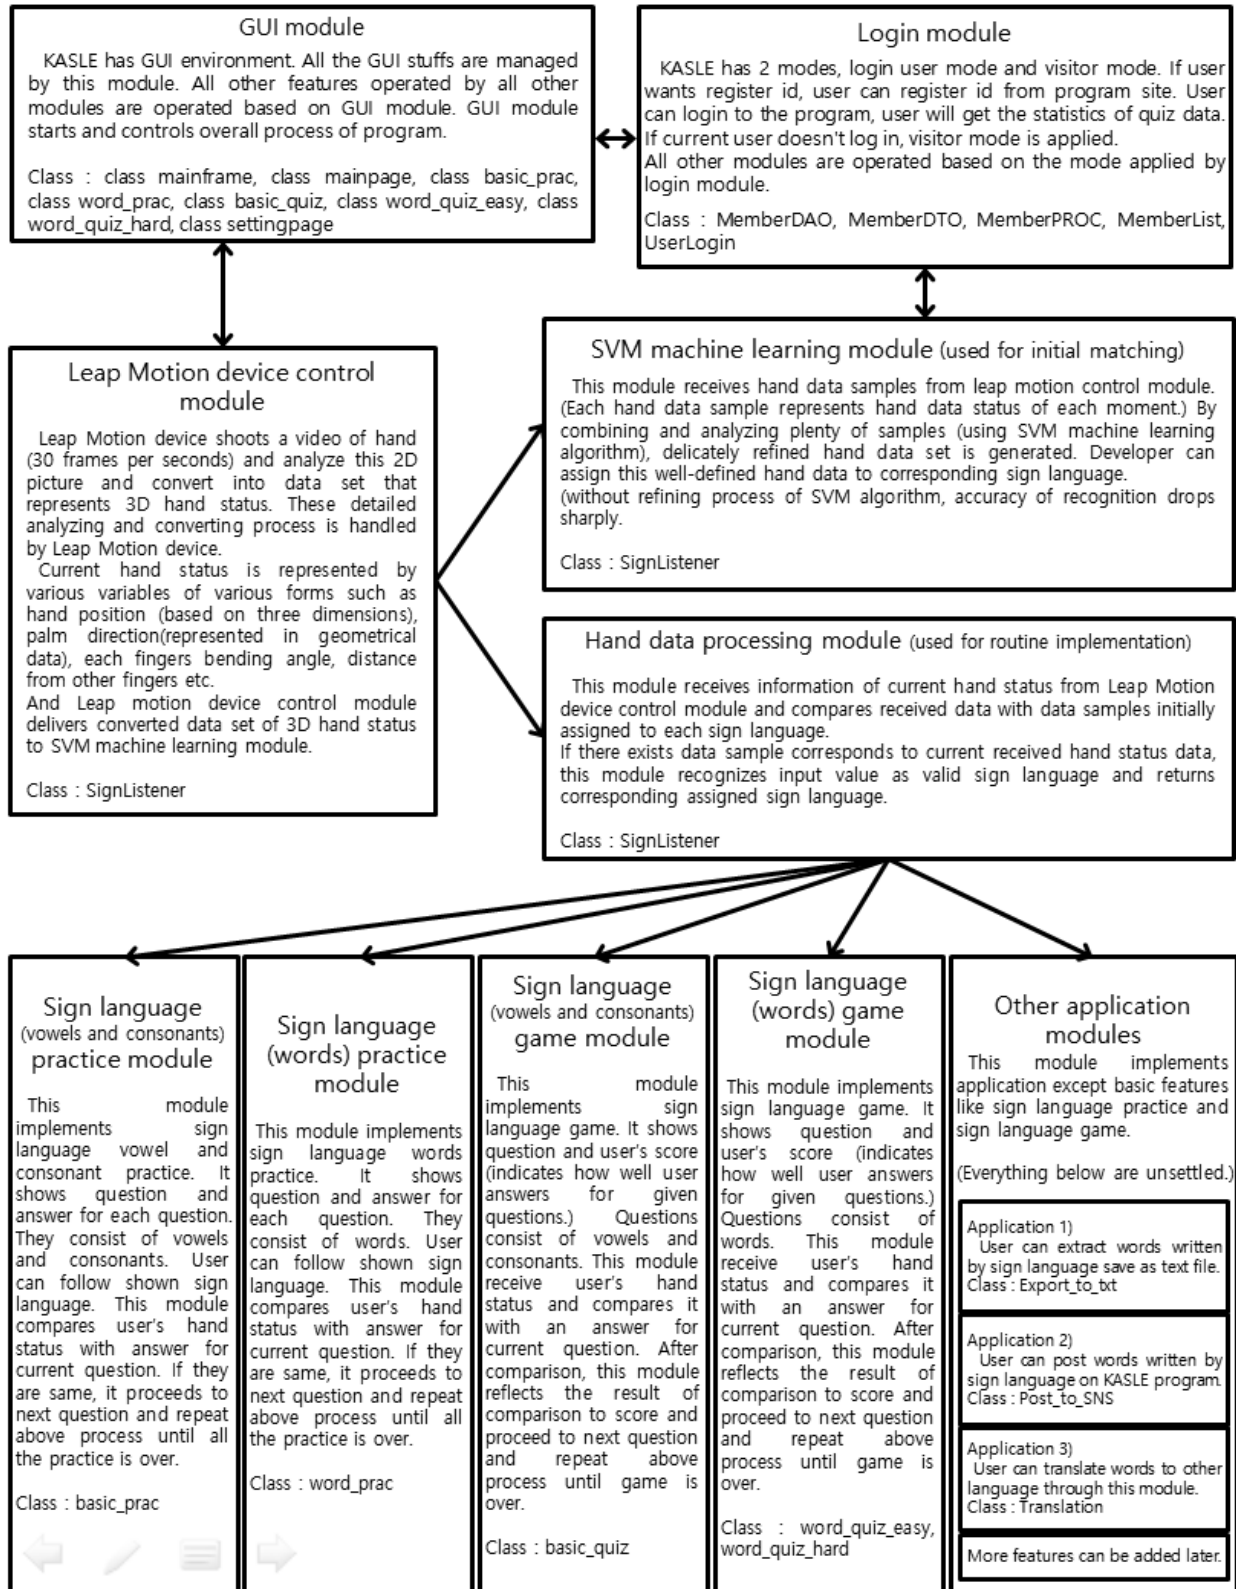 GUI module
KASLE has GUI environment. All the GUI stuffs are managed
by this module. All other features operated by all other
modules are operated based on GUI module. GUI module
starts and controls overall process of program.
Class : class mainframe, class mainpage, class basic_prac,
class word_prac, class basic_quiz, class word_quiz_easy, class
word_quiz_hard, class settingpage
Login module
KASLE has 2 modes, login user mode and visitor mode. If user
wants register id, user can register id from program site. User
can login to the program, user will get the statistics of quiz data.
If current user doesn't log in, visitor mode is applied.
All other modules are operated based on the mode applied by
login module.
Class : MemberDAO, MemberDTO, MemberPROC, MemberList,
UserLogin
Leap Motion device control
module
Leap Motion device shoots a video of hand
(30 frames per seconds) and analyze this 2D
picture and convert into data set that
represents 3D hand status. These detailed
analyzing and converting process is handled
by Leap Motion device.
Current hand status is represented by
various variables of various forms such as
hand position (based on three dimensions),
palm direction(represented in geometrical
data), each fingers bending angle, distance
from other fingers etc.
And Leap motion device control module
delivers converted data set of 3D hand status
to SVM machine learning module.
Class : SignListener
SVM machine learning module (used for initial matching)
This module receives hand data samples from leap motion control module.
(Each hand data sample represents hand data status of each moment.) By
combining and analyzing plenty of samples (using SVM machine learning
algorithm), delicately refined hand data set is generated. Developer can
assign this well-defined hand data to corresponding sign language.
(without refining process of SVM algorithm, accuracy of recognition drops
sharply.
Class : SignListener
Hand data processing module (used for routine implementation)
This module receives information of current hand status from Leap Motion
device control module and compares received data with data samples initially
assigned to each sign language.
If there exists data sample corresponds to current received hand status data,
this module recognizes input value as valid sign language and returns
corresponding assigned sign language.
Class : SignListener
Sign language
(vowels and consonants)
practice module
This module
implements sign
language vowel and
consonant practice. It
shows question and
answer for each question.
They consist of vowels
and consonants. User
can follow shown sign
language. This module
compares user's hand
status with answer for
current question. If they
are same, it proceeds to
next question and repeat
above process until all
the practice is over.
Class : basic_prac
Sign language
(words) practice
module
This module implements
sign language words
practice. It shows
question and answer for
each question. They
consist of words. User
can follow shown sign
language. This module
compares user's hand
status with answer for
current question. If they
are same, it proceeds to
next question and repeat
above process until all
the practice is over.
Class : word_prac
Sign language
(vowels and consonants)
game module
This module
implements sign
language game. It shows
question and user's score
(indicates how well user
answers for given
questions.) Questions
consist of vowels and
consonants. This module
receive user's hand
status and compares it
with an answer for
current question. After
comparison, this module
reflects the result of
comparison to score and
proceed to next question
and repeat above
process until game is
over.
Class : basic_quiz
Sign language
(words) game
module
This module implements
sign language game. It
shows question and
user's score (indicates
how well user answers
for given questions.)
Questions consist of
words. This module
receive user's hand
status and compares it
with an answer for
current question. After
comparison, this module
reflects the result of
comparison to score and
proceed to next question
and repeat above
process until game is
over.
Class : word_quiz_easy,
word_quiz_hard
Other application
modules
This module implements
application except basic features
like sign language practice and
sign language game.
(Everything below are unsettled.)
Application 1)
User can extract words written
by sign language save as text file.
Class : Export_to_txt
Application 2)
User can post words written by
sign language on KASLE program.
Class : Post_to_SNS
Application 3)
User can translate words to other
language through this module.
Class : Translation
More features can be added later.